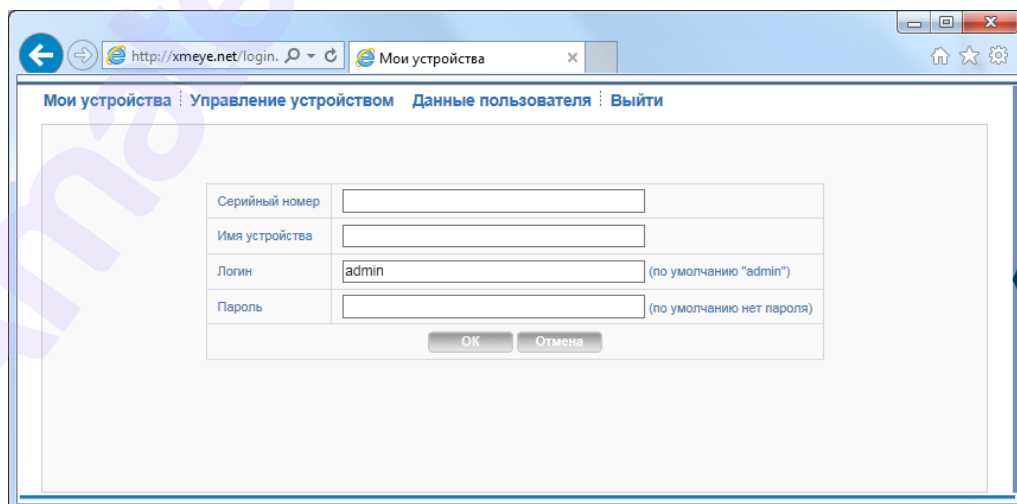 http://xmeye.net/login.
Мои устройства
Мои устройства Управление устройством Данные пользователя Выйти
Серийный номер
Имя устройства
Логин admin (по умолчанию "admin")
Пароль (по умолчанию нет пароля)
OK Отмена